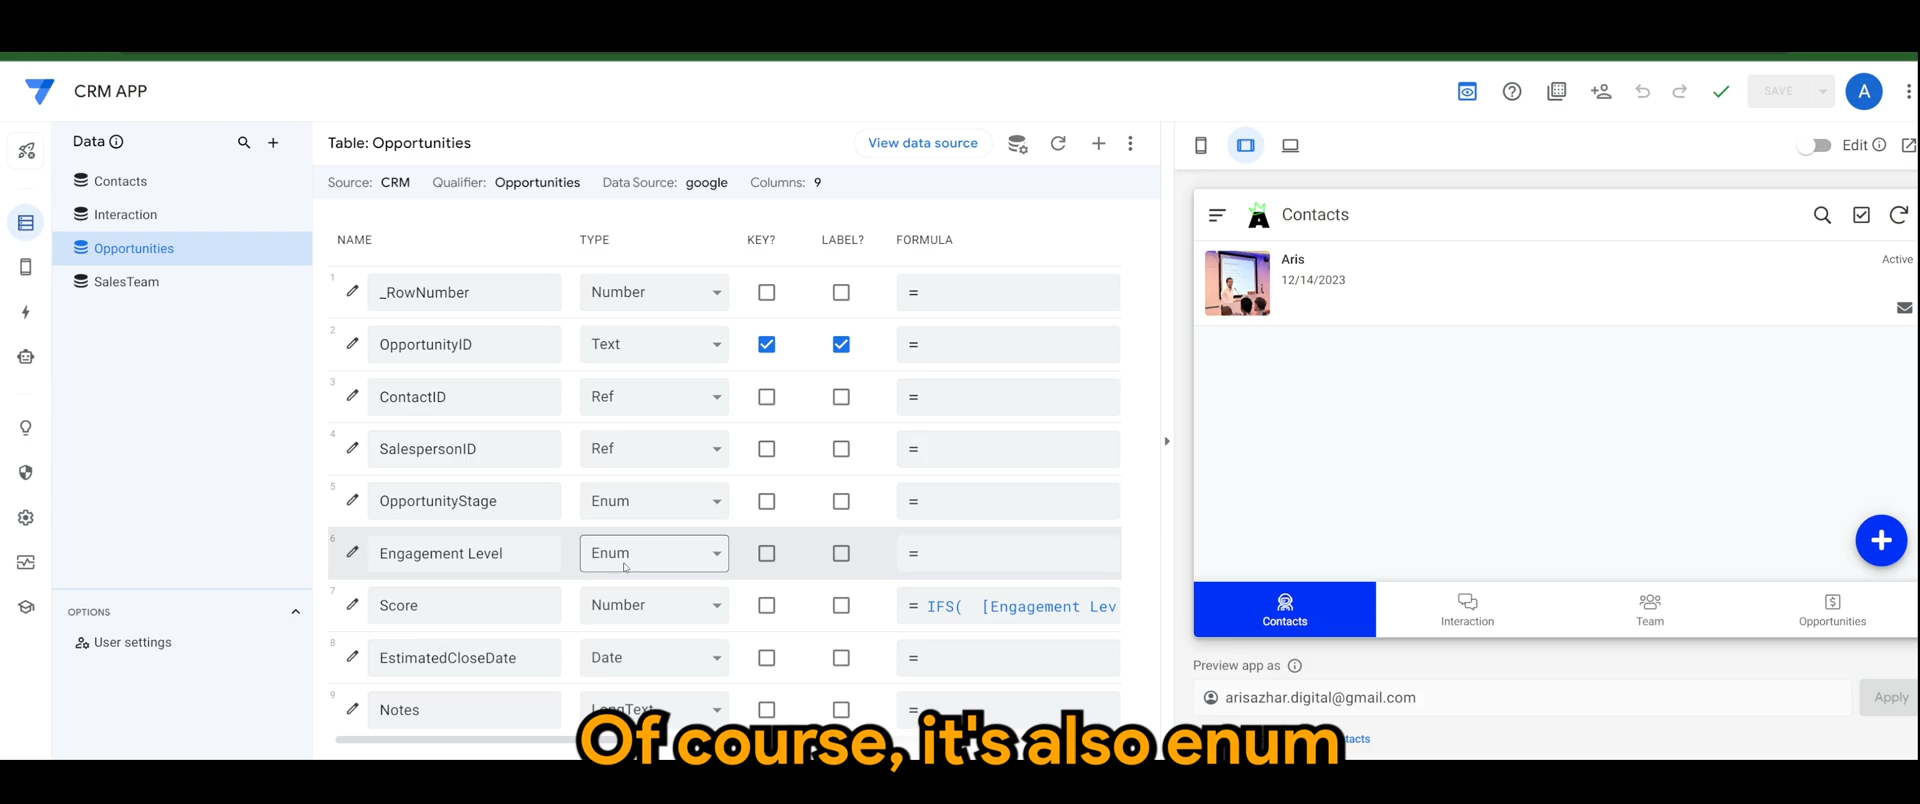 CRM APP
SAVE
A
Data
Contacts
Interaction
Opportunities
SalesTeam
OPTIONS
User settings
Table: Opportunities
View data source
Source: CRM Qualifier: Opportunities Data Source: google Columns: 9
NAME TYPE KEY? LABEL? FORMULA
1 _RowNumber Number =
2 OpportunityID Text =
3 ContactID Ref =
4 SalespersonID Ref =
5 OpportunityStage Enum =
6 Engagement Level Enum =
7 Score Number = IFS( [Engagement Lev
8 EstimatedCloseDate Date =
9 Notes LongText =
Edit
A Contacts
Aris
12/14/2023
Active
Contacts
Interaction
Team
Opportunities
Preview app as
arisazhar.digital@gmail.com
Apply
Of course, it's also enum